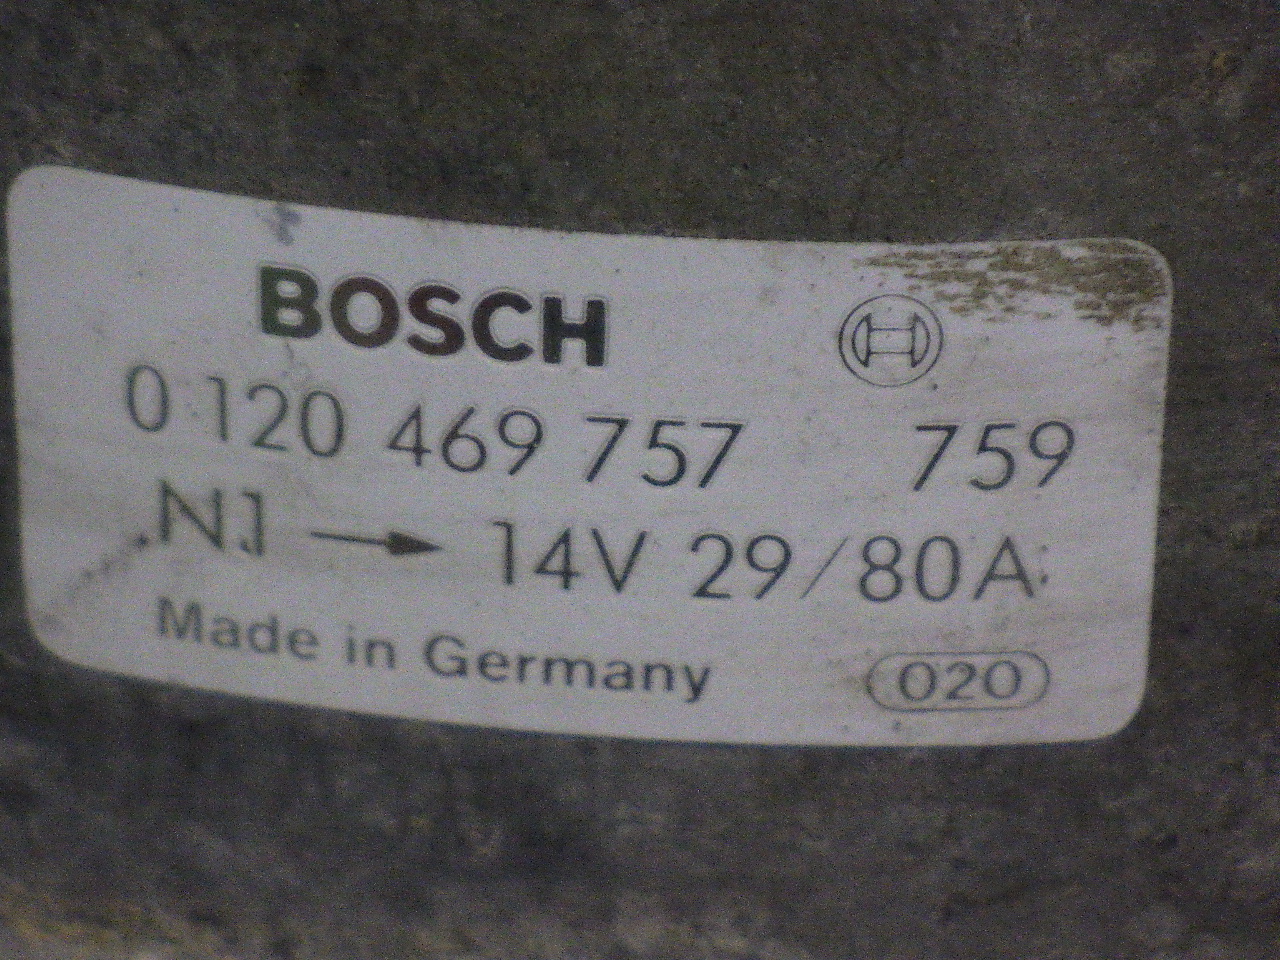 BOSCH
0 120 469 757 759
N1 → 14V 29/80A
Made in Germany 020